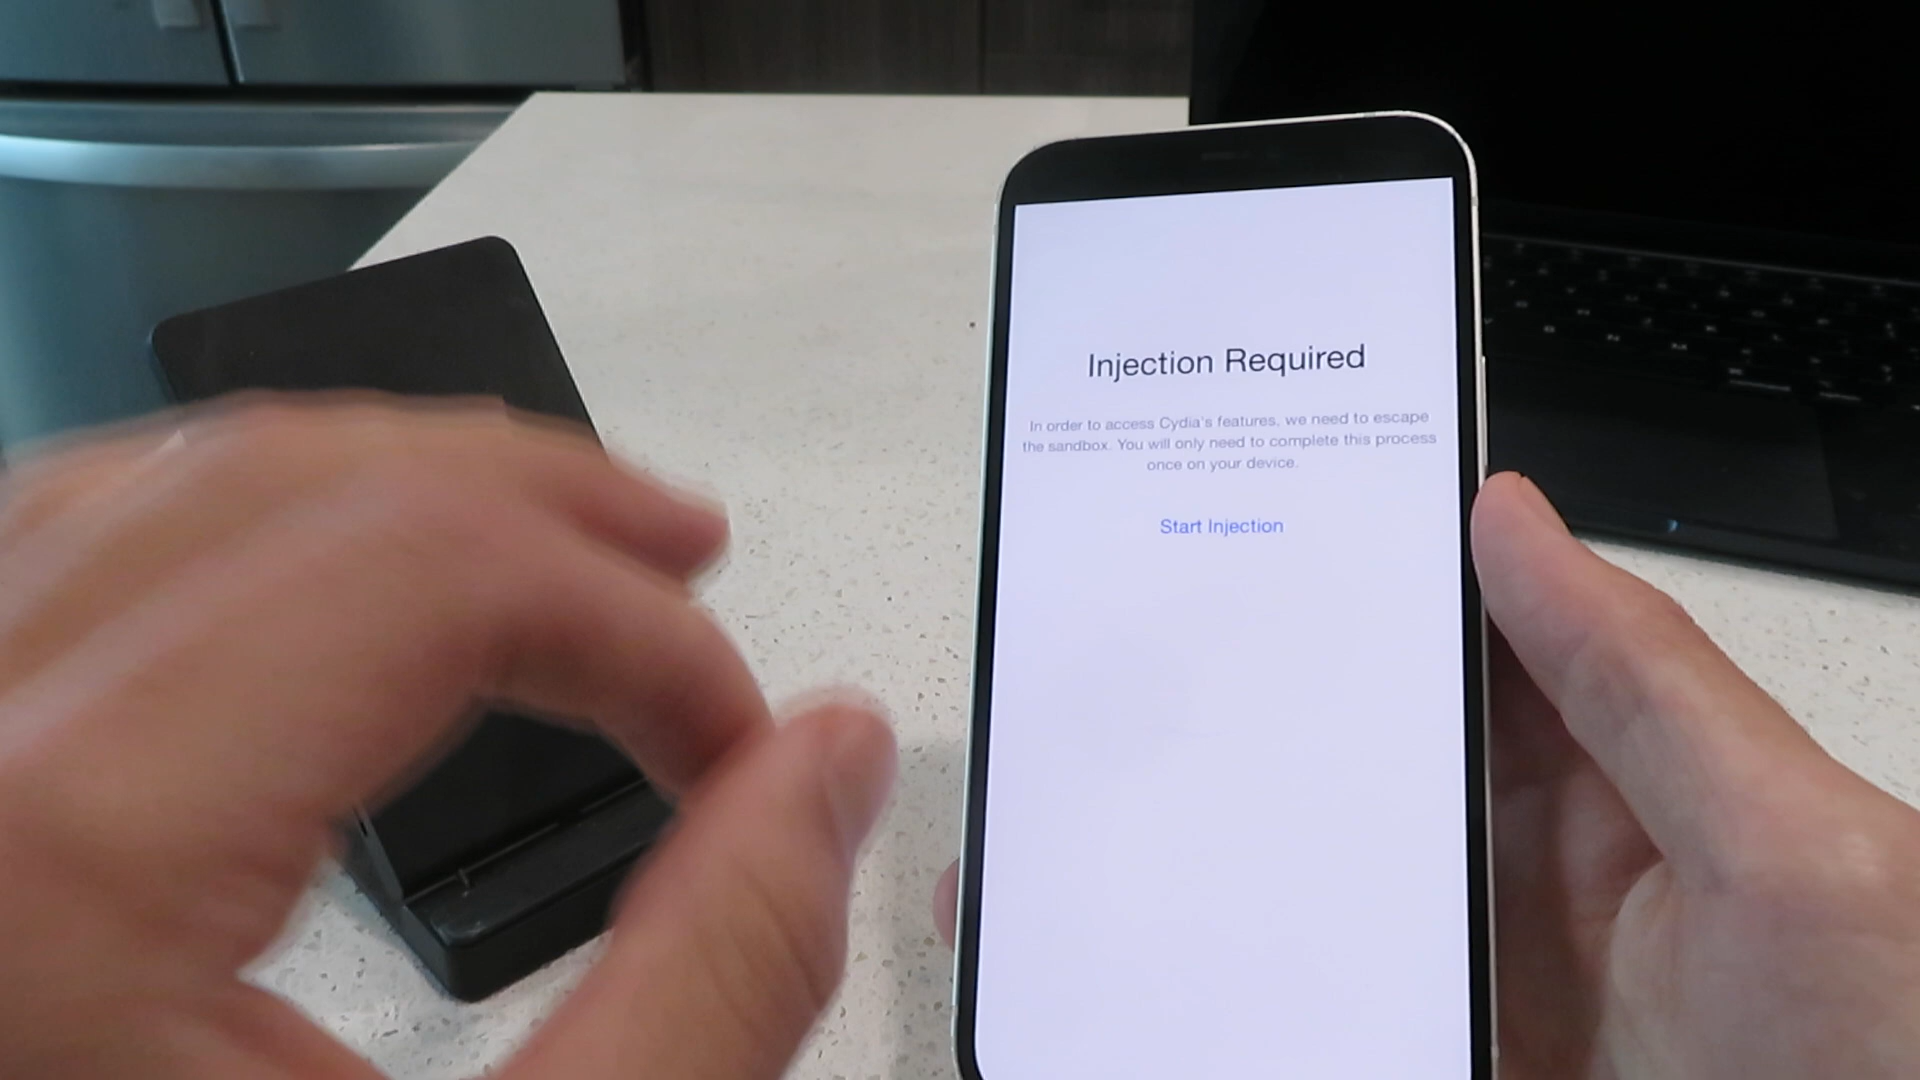 Injection Required
In order to access Cydia's features, we need to escape
the sandbox. You will only need to complete this process
once on your device.
Start Injection